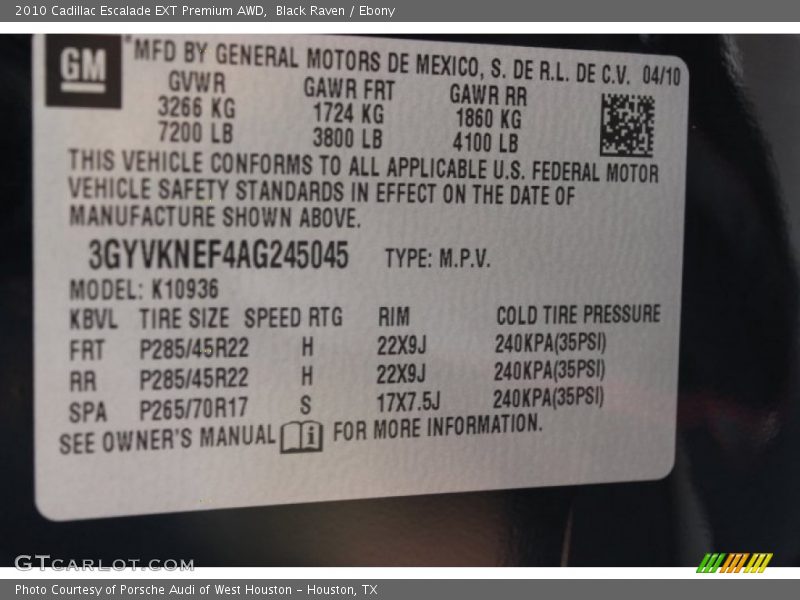 2010 Cadillac Escalade EXT Premium AWD,  Black Raven / Ebony
GM
MFD BY GENERAL MOTORS DE MEXICO, S. DE R.L. DE C.V. 04/10
GVWR GAWR FRT GAWR RR
3266 KG 1724 KG 1860 KG
7200 LB 3800 LB 4100 LB
THIS VEHICLE CONFORMS TO ALL APPLICABLE U.S. FEDERAL MOTOR
VEHICLE SAFETY STANDARDS IN EFFECT ON THE DATE OF
MANUFACTURE SHOWN ABOVE.
3GYVKNEF4AG245045 TYPE: M.P.V.
MODEL: K10936
KBVL TIRE SIZE SPEED RTG RIM COLD TIRE PRESSURE
FRT P285/45R22 H 22X9J 240KPA(35PSI)
RR P285/45R22 H 22X9J 240KPA(35PSI)
SPA P265/70R17 S 17X7.5J 240KPA(35PSI)
SEE OWNER'S MANUAL i FOR MORE INFORMATION.
GTCARLOT.COM
Photo Courtesy of Porsche Audi of West Houston – Houston, TX